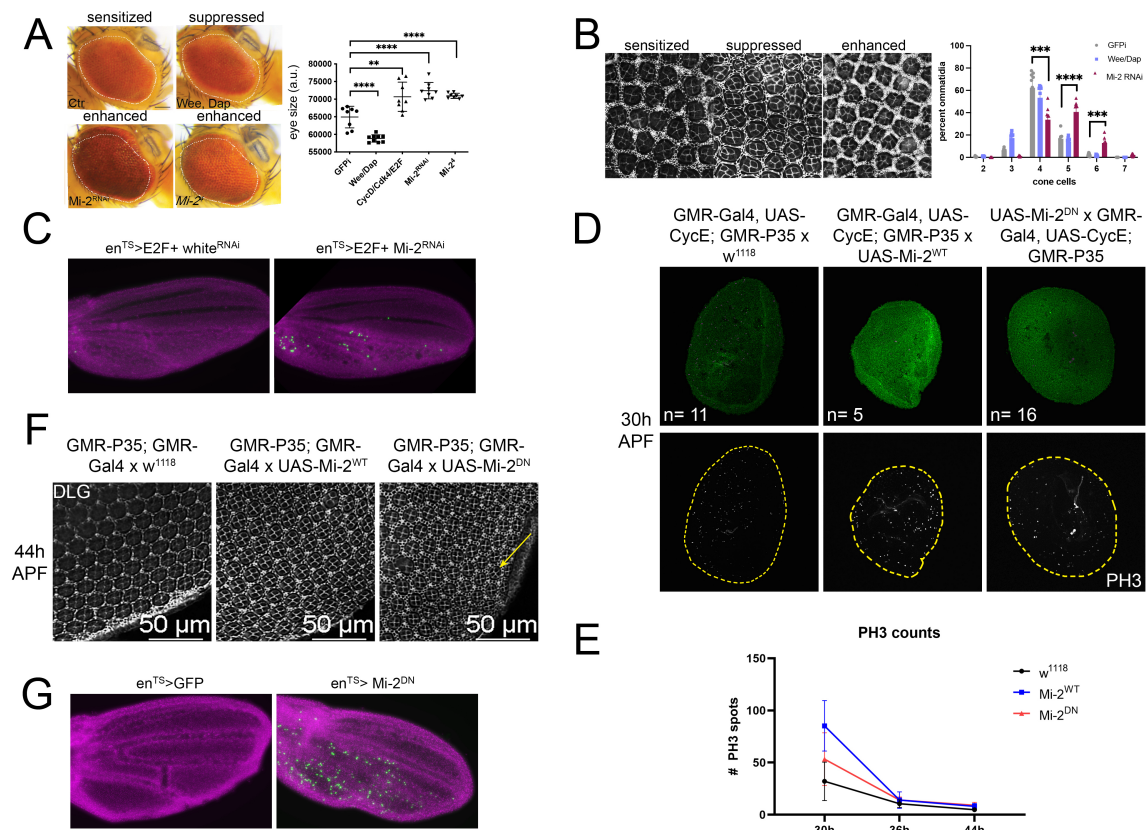 A
sensitized
suppressed
Ctr
Wee, Dap
enhanced
enhanced
Mi-2RNAi
Mi-24
eye size (a.u.)
80000
75000
70000
65000
60000
55000
****
****
**
****
GFPi
Wee/Dap
CycD/Cdk4/E2F
Mi-2RNAi
Mi-24
B
sensitized
suppressed
enhanced
percent ommatidia
100
80
60
40
20
0
***
****
***
GFPi
Wee/Dap
Mi-2 RNAi
2
3
4
5
6
7
cone cells
C
enTS>E2F+ whiteRNAi
enTS>E2F+ Mi-2RNAi
D
GMR-Gal4, UAS-
CycE; GMR-P35 x
w1118
GMR-Gal4, UAS-
CycE; GMR-P35 x
UAS-Mi-2WT
UAS-Mi-2DN x GMR-
Gal4, UAS-CycE;
GMR-P35
n= 11
n= 5
n= 16
30h
APF
PH3
F
GMR-P35; GMR-
Gal4 x w1118
GMR-P35; GMR-
Gal4 x UAS-Mi-2WT
GMR-P35; GMR-
Gal4 x UAS-Mi-2DN
DLG
44h
APF
50 µm
50 µm
50 µm
E
PH3 counts
# PH3 spots
150
100
50
0
w1118
Mi-2WT
Mi-2DN
30h
36h
44h
G
enTS>GFP
enTS> Mi-2DN